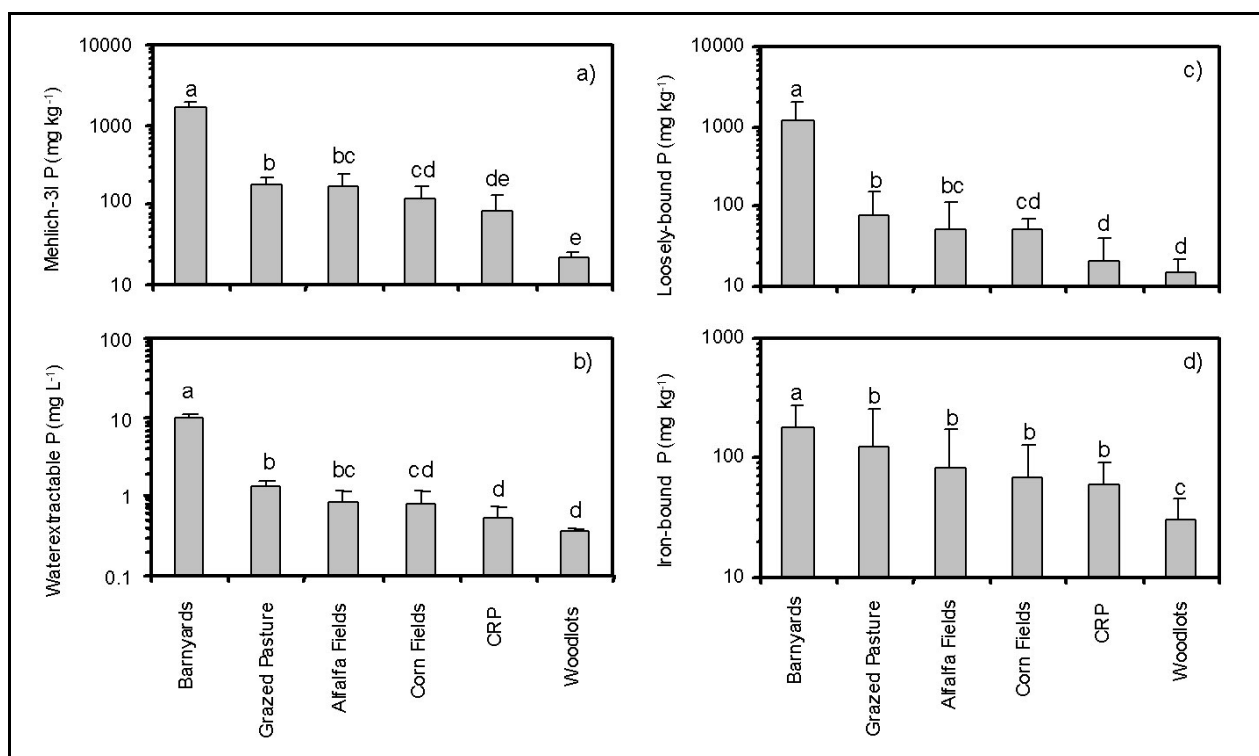 a)
Mehlich-3I P (mg kg-1)
10000
1000
100
10
a
b
bc
cd
de
e
c)
Loosely-bound P (mg kg-1)
10000
1000
100
10
a
b
bc
cd
d
d
b)
Waterextractable P (mg L-1)
100
10
1
0.1
a
b
bc
cd
d
d
Barnyards
Grazed Pasture
Alfalfa Fields
Corn Fields
CRP
Woodlots
d)
Iron-bound P (mg kg-1)
1000
100
10
a
b
b
b
b
c
Barnyards
Grazed Pasture
Alfalfa Fields
Corn Fields
CRP
Woodlots